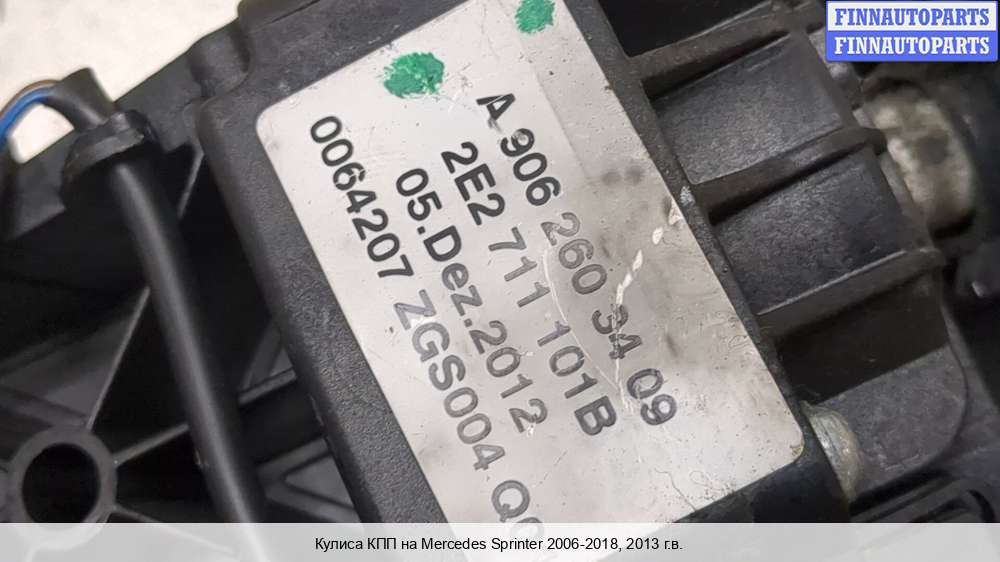 FINNAUTOPARTS
FINNAUTOPARTS
A 906 260 34 09
2E2 711 101B
05.Dez.2012
0064207 ZGS004
Кулиса КПП на Mercedes Sprinter 2006-2018, 2013 г.в.